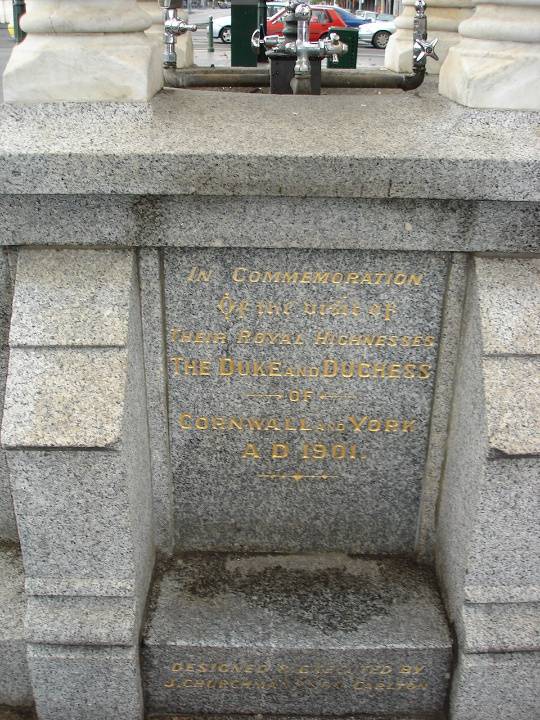 IN COMMEMORATION
Of the visit of
THEIR ROYAL HIGHNESSES
THE DUKE AND DUCHESS
OF
CORNWALL AND YORK
A D 1901.
DESIGNED & EXECUTED BY
CARLTON